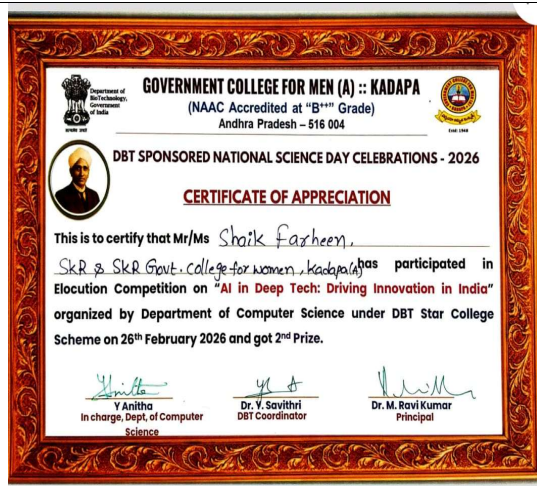 Department of
BioTechnology,
Government
of India
सत्यमेव जयते
GOVERNMENT COLLEGE FOR MEN (A) :: KADAPA
(NAAC Accredited at “B⁺⁺” Grade)
Andhra Pradesh – 516 004
Estd: 1948
DBT SPONSORED NATIONAL SCIENCE DAY CELEBRATIONS - 2026
CERTIFICATE OF APPRECIATION
This is to certify that Mr/Ms Shaik Farheen,
SKR & SKR Govt. College for women, Kadapa(A) has participated in
Elocution Competition on “AI in Deep Tech: Driving Innovation in India”
organized by Department of Computer Science under DBT Star College
Scheme on 26th February 2026 and got 2nd Prize.
Y Anitha
In charge, Dept, of Computer
Science
Dr. Y. Savithri
DBT Coordinator
Dr. M. Ravi Kumar
Principal